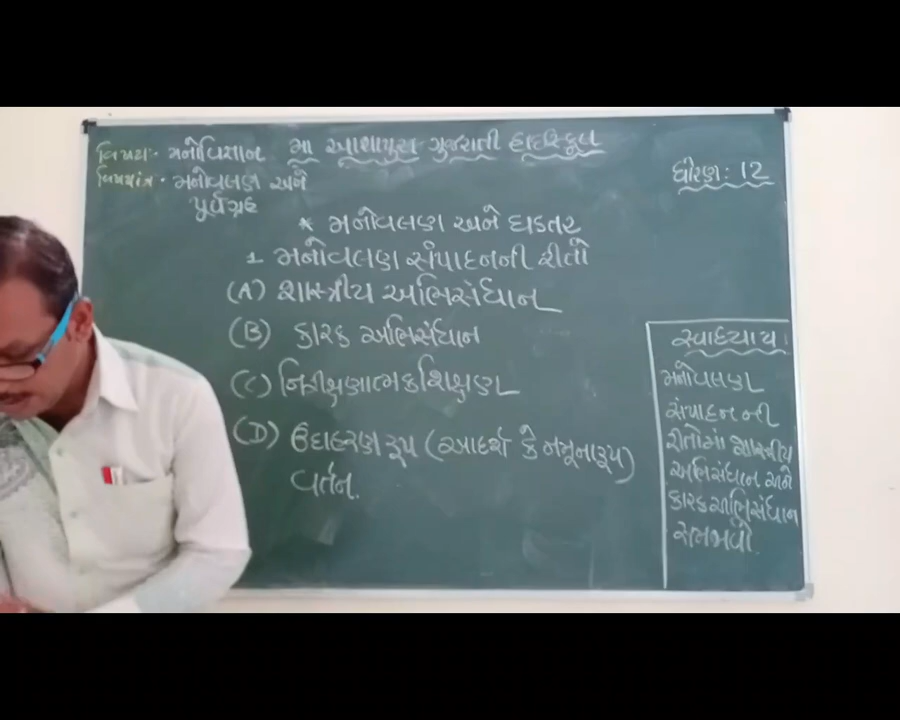 વિષય:- મનોવિજ્ઞાન મા આશાપુરા ગુજરાતી હાઇસ્કૂલ
ધોરણ: 12
વિષયાંગ - મનોવલણ અને
પુર્વગ્રહ
* મનોવલણ અને ઘડતર
1 મનોવલણ સંપાદનની રીતો
(A) શાસ્ત્રીય અભિસંધાન
(B) કારક અભિસંધાન
(C) નિરીક્ષણાત્મક શિક્ષણ
(D) ઉદાહરણ રૂપ (આદર્શ કે નમૂનારૂપ)
વર્તન.
સ્વાધ્યાય:
મનોવલણ
સંપાદનની
રીતોમાં શાસ્ત્રીય
અભિસંધાન અને
કારક અભિસંધાન
સમજાવો.